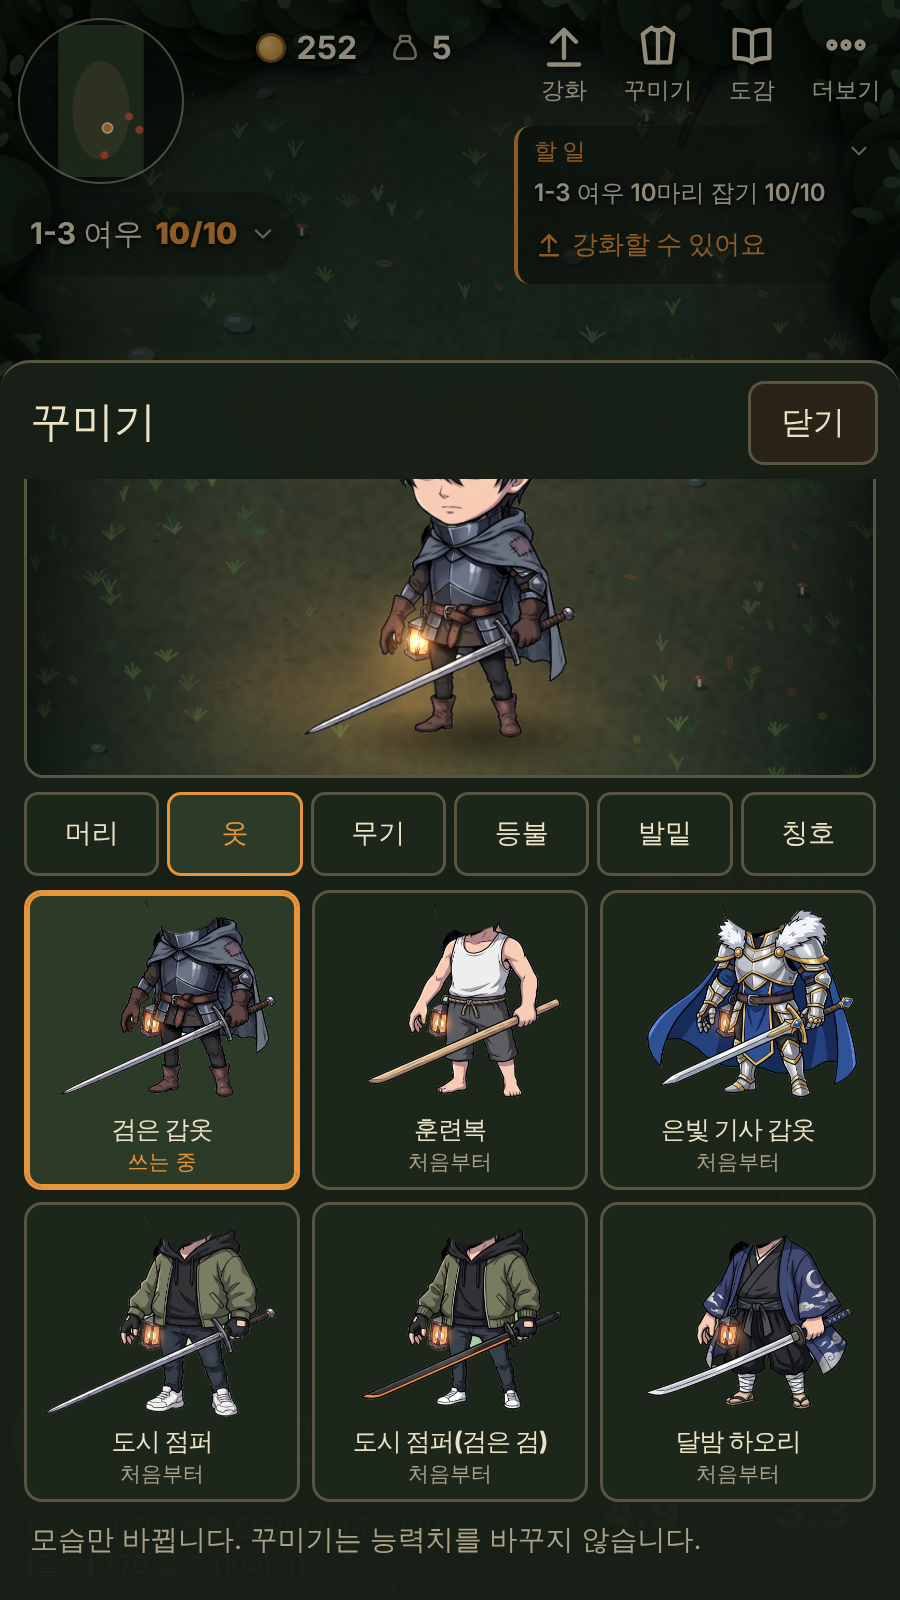 252
5
강화
꾸미기
도감
더보기
할 일
1-3 여우 10마리 잡기 10/10
강화할 수 있어요
1-3 여우 10/10
꾸미기
닫기
머리
옷
무기
등불
발밑
칭호
검은 갑옷
쓰는 중
훈련복
처음부터
은빛 기사 갑옷
처음부터
도시 점퍼
처음부터
도시 점퍼(검은 검)
처음부터
달밤 하오리
처음부터
4.9
3.3
모습만 바뀝니다. 꾸미기는 능력치를 바꾸지 않습니다.